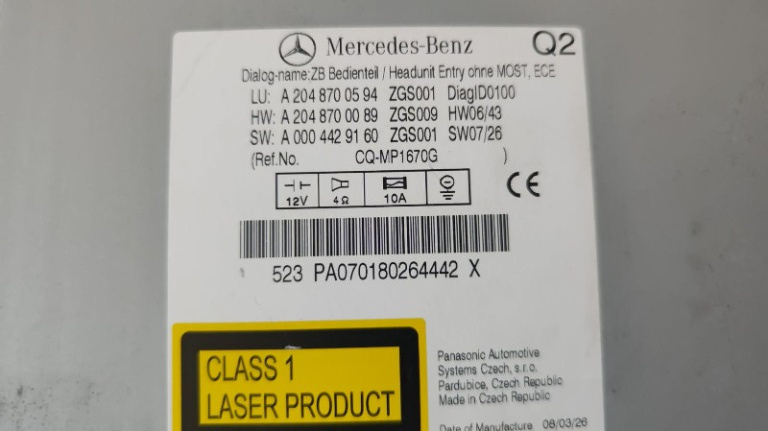 Mercedes-Benz Q2
Dialog-name:ZB Bedienteil / Headunit Entry ohne MOST, ECE
LU: A 204 870 05 94 ZGS001 DiagID0100
HW: A 204 870 00 89 ZGS009 HW06/43
SW: A 000 442 91 60 ZGS001 SW07/26
(Ref.No. CQ-MP1670G )
12V 4Ω 10A CE
523 PA070180264442 X
CLASS 1
LASER PRODUCT
Panasonic Automotive
Systems Czech, s.r.o.
Pardubice, Czech Republic
Made in Czech Republic
Date of Manufacture 08/03/26